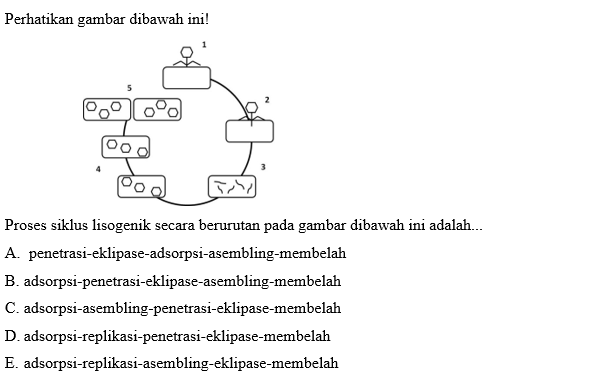 Perhatikan gambar dibawah ini!
1
5
2
4
3
Proses siklus lisogenik secara berurutan pada gambar dibawah ini adalah...
A. penetrasi-eklipase-adsorpsi-asembling-membelah
B. adsorpsi-penetrasi-eklipase-asembling-membelah
C. adsorpsi-asembling-penetrasi-eklipase-membelah
D. adsorpsi-replikasi-penetrasi-eklipase-membelah
E. adsorpsi-replikasi-asembling-eklipase-membelah